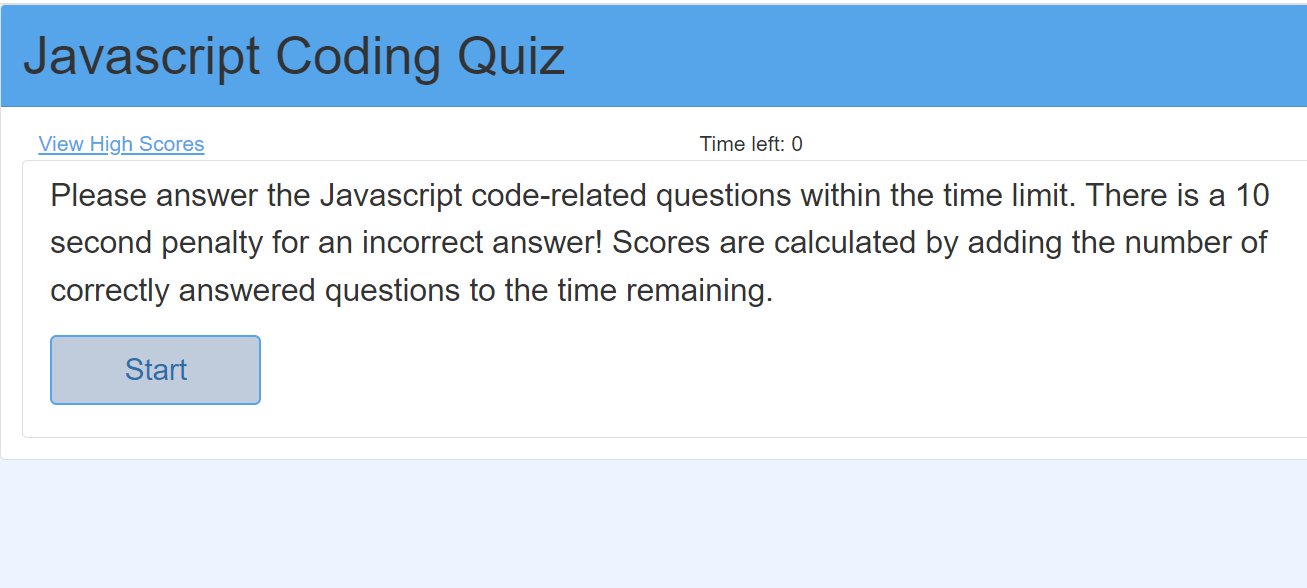 Javascript Coding Quiz
View High Scores
Time left: 0
Please answer the Javascript code-related questions within the time limit. There is a 10
second penalty for an incorrect answer! Scores are calculated by adding the number of
correctly answered questions to the time remaining.
Start